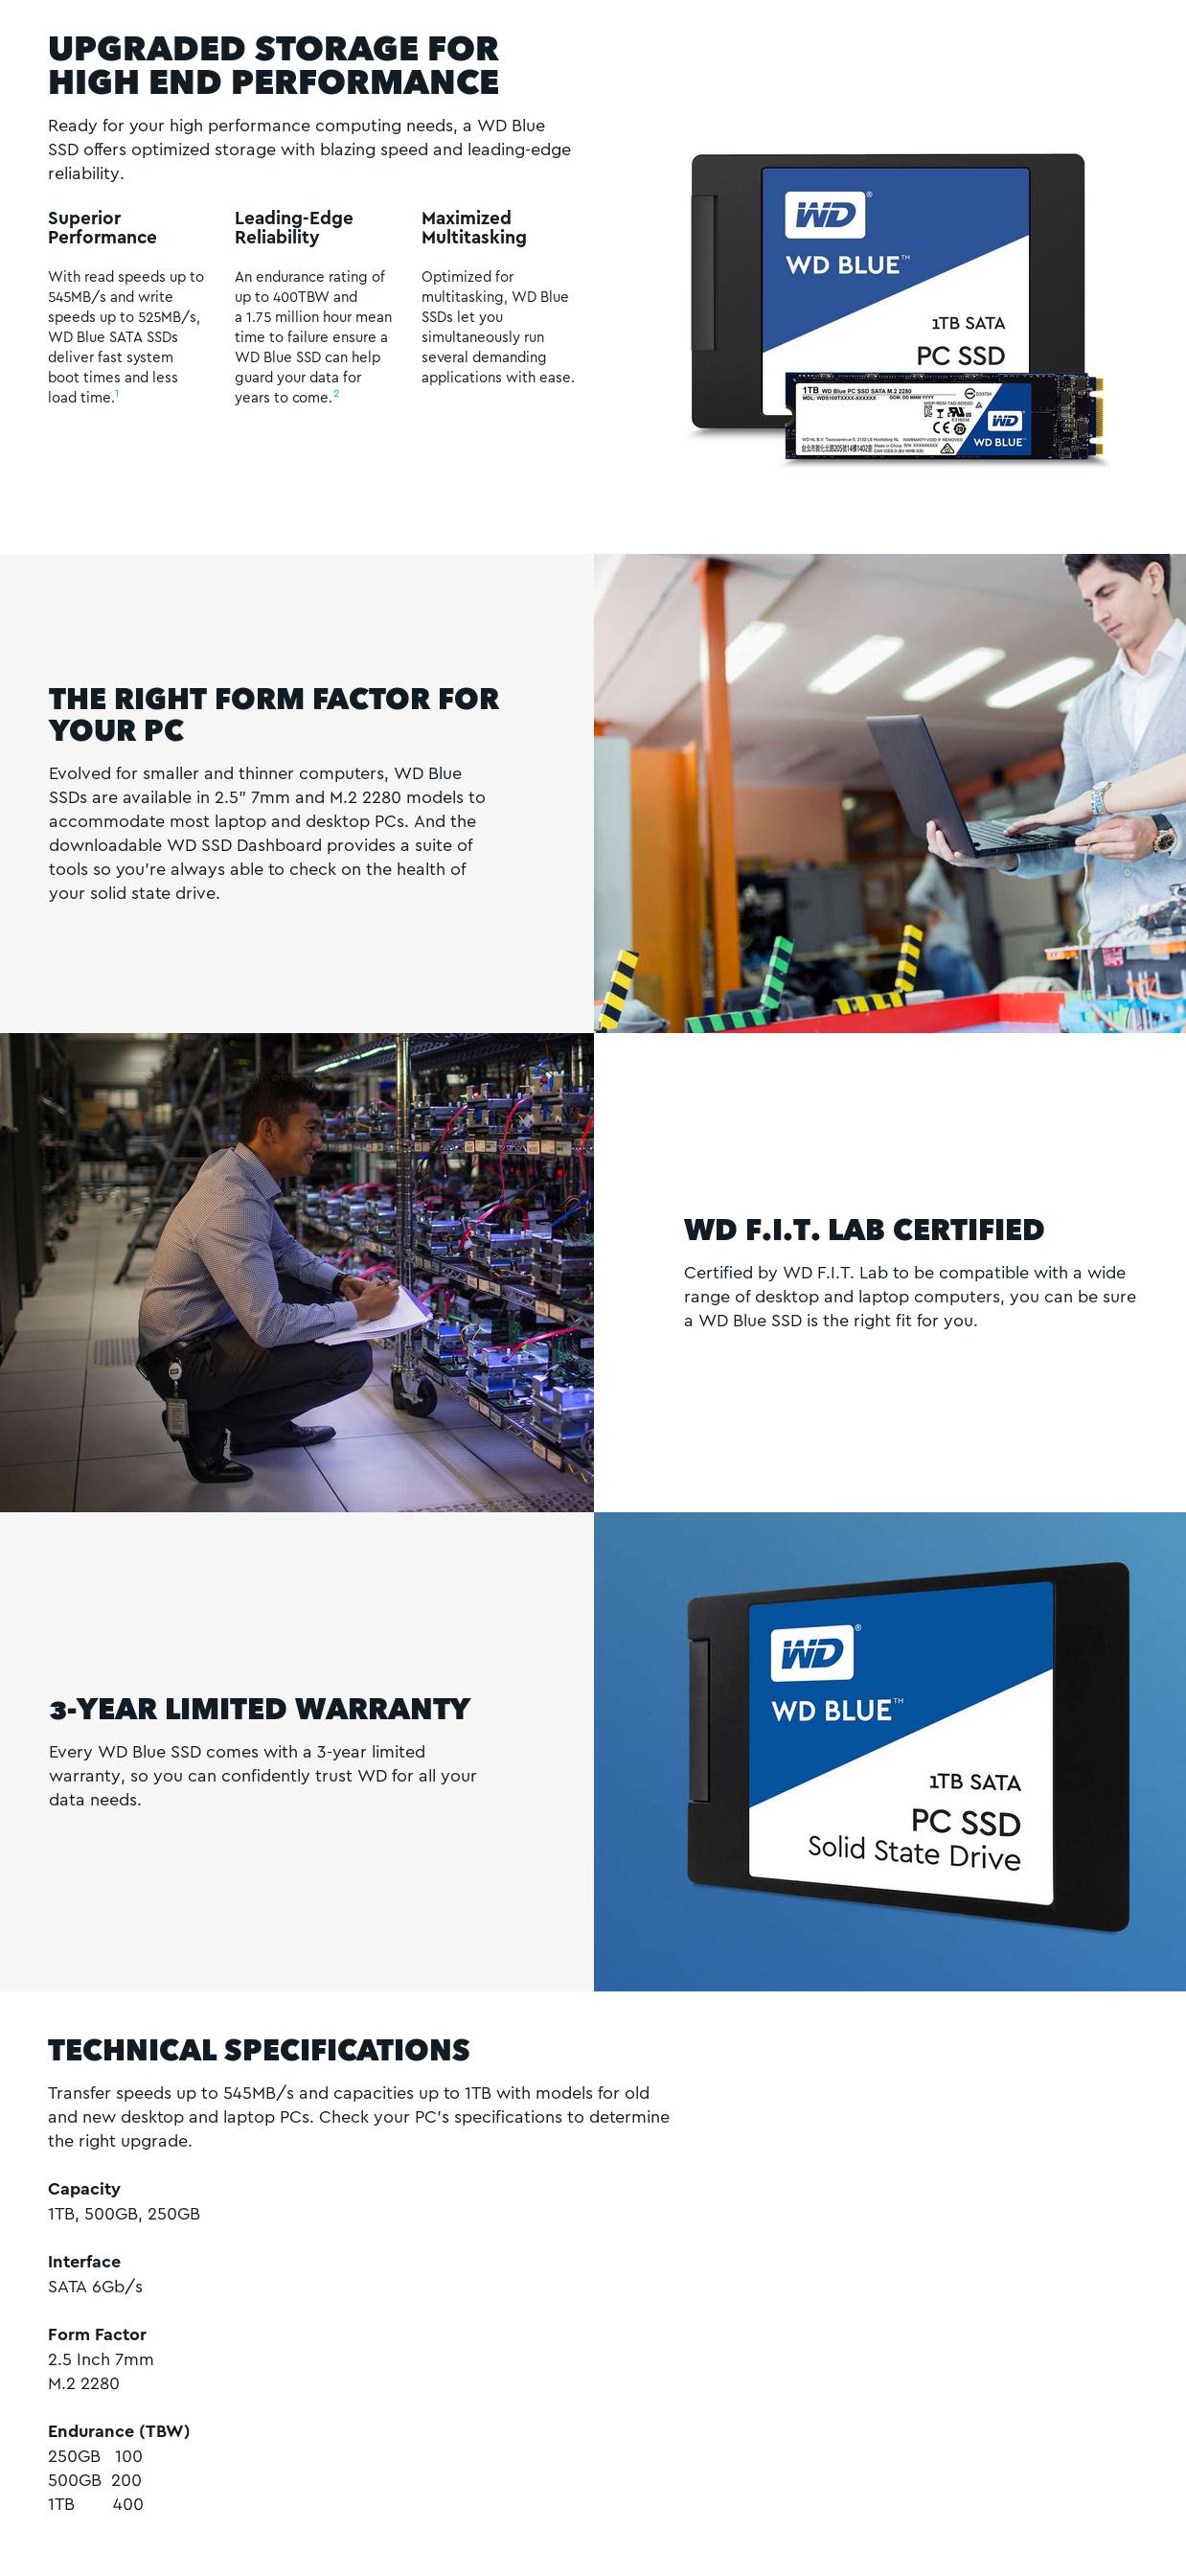 UPGRADED STORAGE FOR
HIGH END PERFORMANCE
Ready for your high performance computing needs, a WD Blue
SSD offers optimized storage with blazing speed and leading-edge
reliability.
Superior
Performance
With read speeds up to
545MB/s and write
speeds up to 525MB/s,
WD Blue SATA SSDs
deliver fast system
boot times and less
load time.1
Leading-Edge
Reliability
An endurance rating of
up to 400TBW and
a 1.75 million hour mean
time to failure ensure a
WD Blue SSD can help
guard your data for
years to come.2
Maximized
Multitasking
Optimized for
multitasking, WD Blue
SSDs let you
simultaneously run
several demanding
applications with ease.
WD®
WD BLUE™
1TB SATA
PC SSD
1TB WD Blue PC SSD SATA M.2 2280
MDL: WDS100TXXXX-XXXXXX DOM: DD MMM YYYY
WD
WD BLUE™
WARRANTY VOID IF REMOVED
Made in China
THE RIGHT FORM FACTOR FOR
YOUR PC
Evolved for smaller and thinner computers, WD Blue
SSDs are available in 2.5" 7mm and M.2 2280 models to
accommodate most laptop and desktop PCs. And the
downloadable WD SSD Dashboard provides a suite of
tools so you're always able to check on the health of
your solid state drive.
WD F.I.T. LAB CERTIFIED
Certified by WD F.I.T. Lab to be compatible with a wide
range of desktop and laptop computers, you can be sure
a WD Blue SSD is the right fit for you.
3-YEAR LIMITED WARRANTY
Every WD Blue SSD comes with a 3-year limited
warranty, so you can confidently trust WD for all your
data needs.
WD®
WD BLUE™
1TB SATA
PC SSD
Solid State Drive
TECHNICAL SPECIFICATIONS
Transfer speeds up to 545MB/s and capacities up to 1TB with models for old
and new desktop and laptop PCs. Check your PC's specifications to determine
the right upgrade.
Capacity
1TB, 500GB, 250GB
Interface
SATA 6Gb/s
Form Factor
2.5 Inch 7mm
M.2 2280
Endurance (TBW)
250GB 100
500GB 200
1TB 400